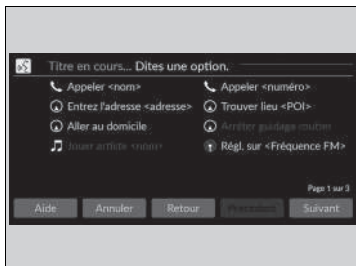 Titre en cours... Dites une option.
Appeler <nom>
Appeler <numéro>
Entrez l'adresse <adresse>
Trouver lieu <POI>
Aller au domicile
Arrêter guidage routier
Jouer artiste <nom>
Régl. sur <Fréquence FM>
Page 1 sur 3
Aide
Annuler
Retour
Précédent
Suivant